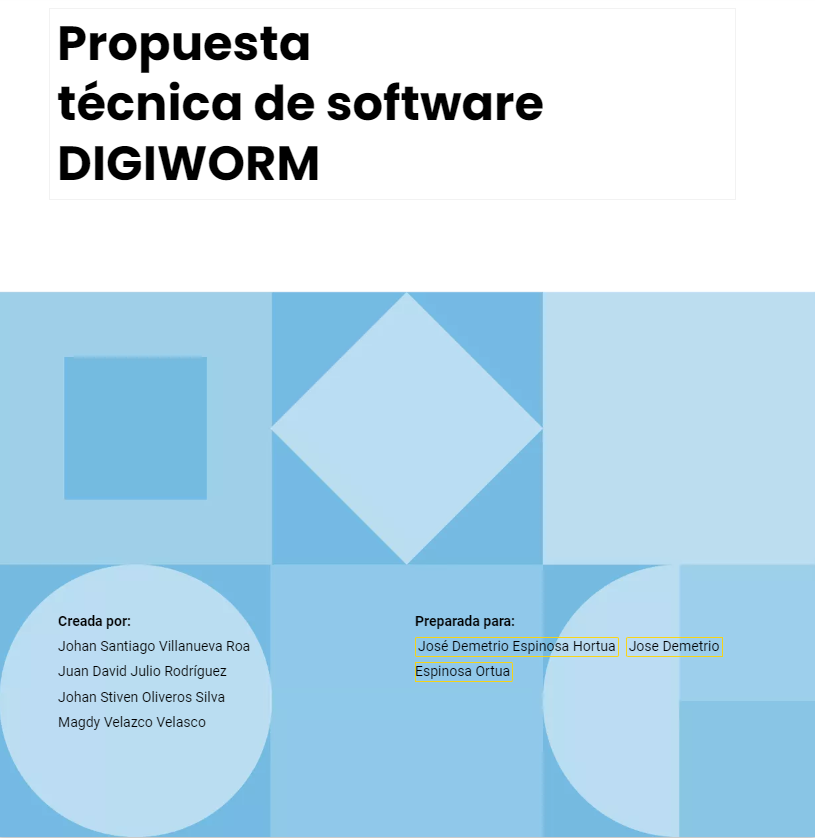 Propuesta
técnica de software
DIGIWORM
Creada por:
Johan Santiago Villanueva Roa
Juan David Julio Rodríguez
Johan Stiven Oliveros Silva
Magdy Velazco Velasco
Preparada para:
José Demetrio Espinosa Hortua Jose Demetrio
Espinosa Ortua